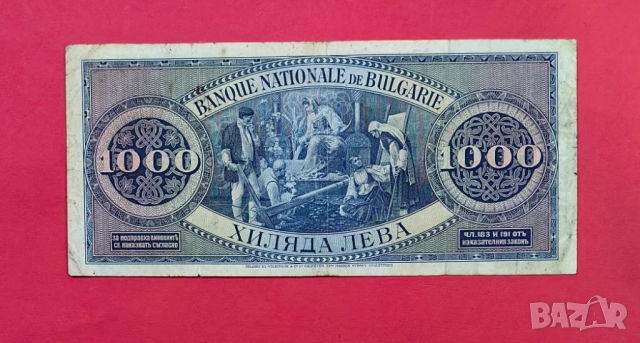 BANQUE NATIONALE DE BULGARIE
1000
1000
ХИЛЯДА ЛЕВА
ЗА ПОДПРАВКА ВИНОВНИТѢ
СЕ НАКАЗВАТЪ СЪГЛАСНО
ЧЛ. 183 И 191 ОТЪ
НАКАЗАТЕЛНИЯ ЗАКОНЪ
BAZAR